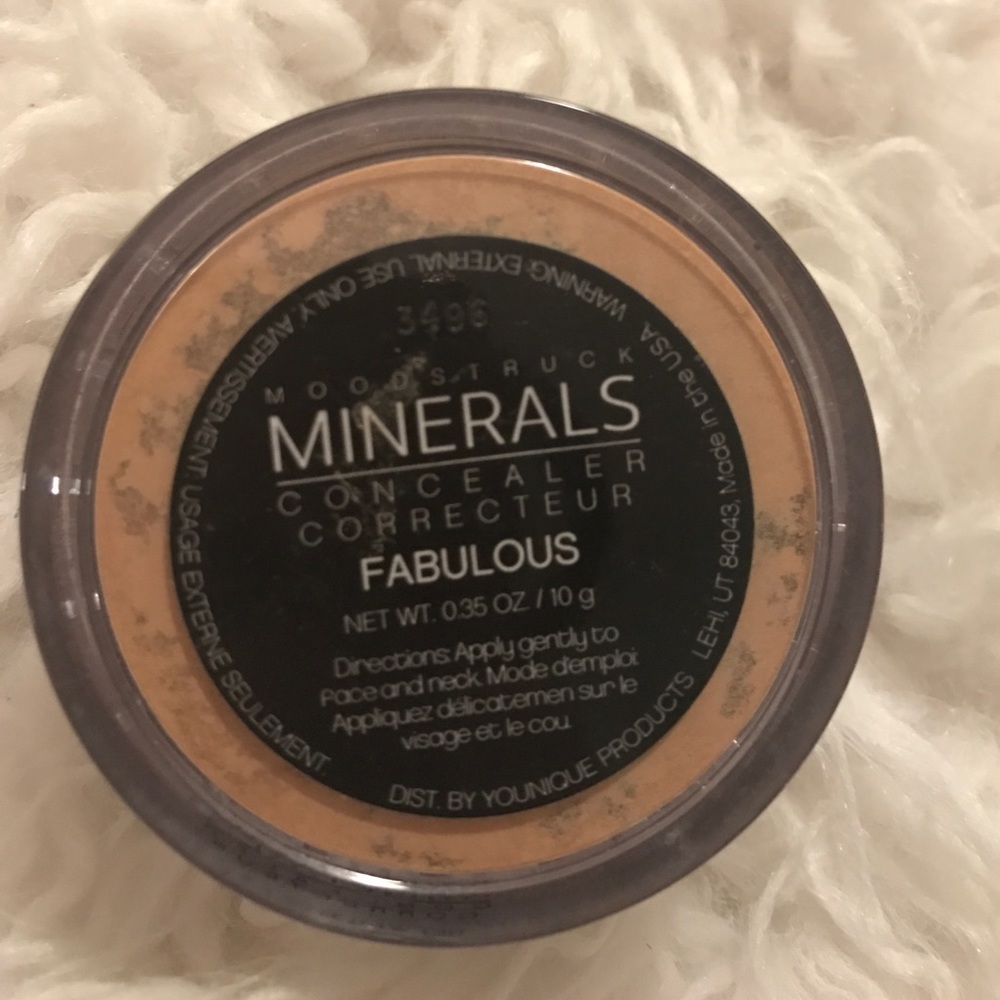 3496
MOODSTRUCK
MINERALS
CONCEALER
CORRECTEUR
FABULOUS
NET WT. 0.35 OZ. / 10 g
Directions: Apply gently to
face and neck. Mode d'emploi:
Appliquez délicatemen sur le
visage et le cou.
WARNING: EXTERNAL USE ONLY. AVERTISSEMENT USAGE EXTERNE SEULEMENT.
DIST. BY YOUNIQUE PRODUCTS LEHI, UT 84043, Made in the USA